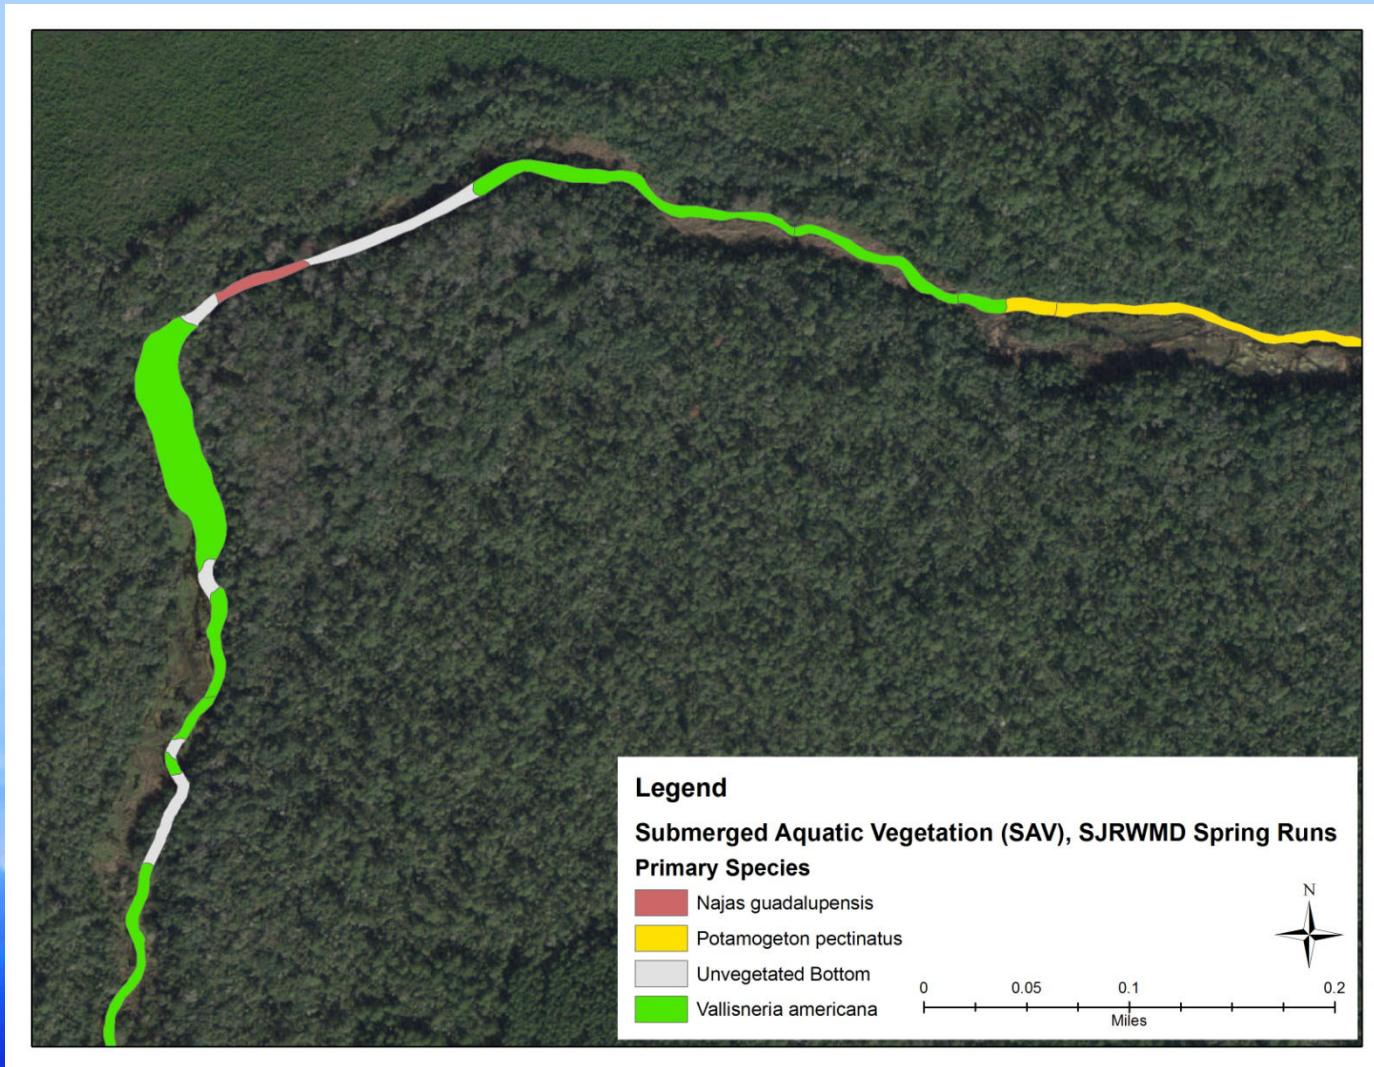 Legend
Submerged Aquatic Vegetation (SAV), SJRWMD Spring Runs
Primary Species
Najas guadalupensis
Potamogeton pectinatus
Unvegetated Bottom
Vallisneria americana
N
0 0.05 0.1 0.2
Miles